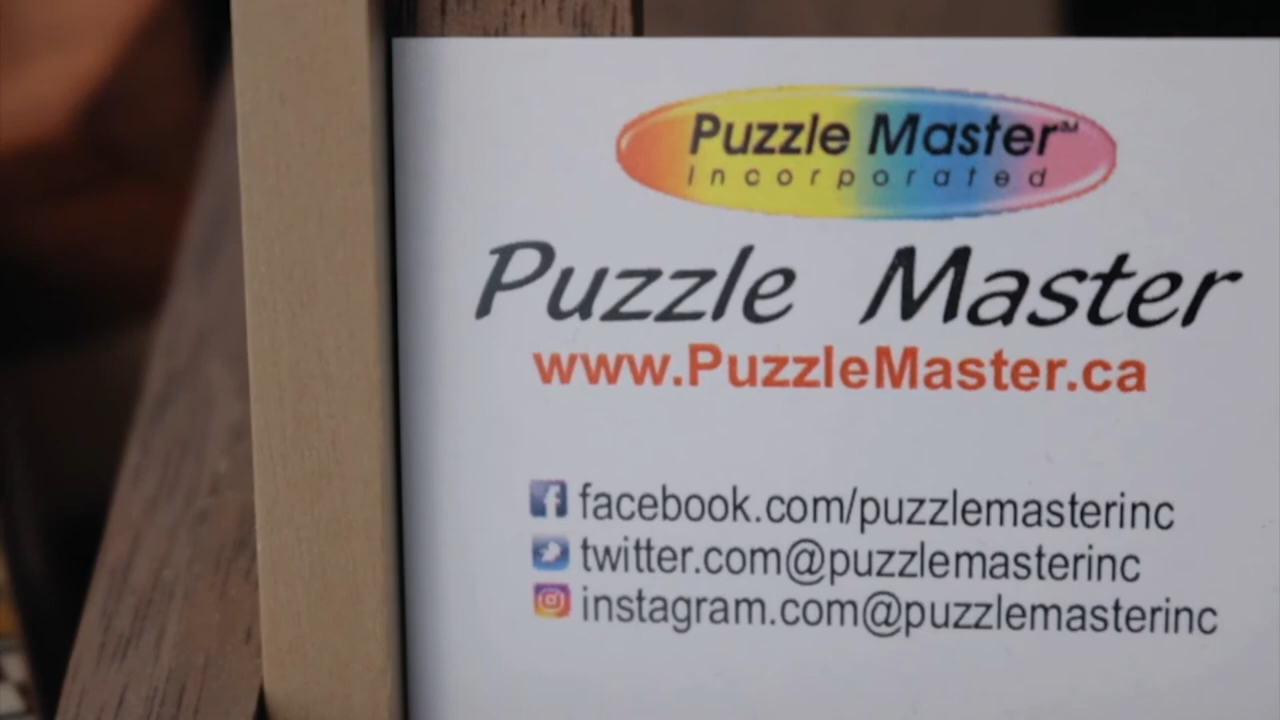 Puzzle Master™
Incorporated
Puzzle Master
www.PuzzleMaster.ca
facebook.com/puzzlemasterinc
twitter.com@puzzlemasterinc
instagram.com@puzzlemasterinc